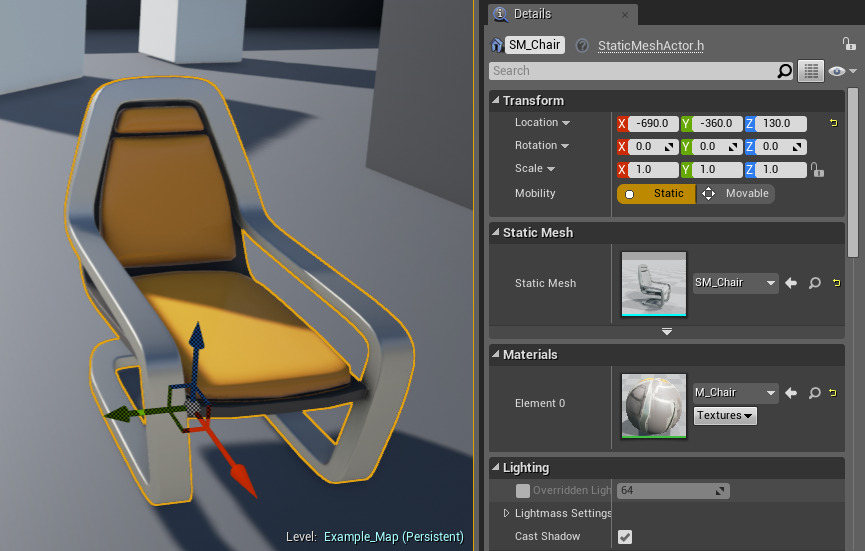 Level: Example_Map (Persistent)
Details
SM_Chair StaticMeshActor.h
Search
Transform
Location X -690.0 Y -360.0 Z 130.0
Rotation X 0.0 Y 0.0 Z 0.0
Scale X 1.0 Y 1.0 Z 1.0
Mobility Static Movable
Static Mesh
Static Mesh SM_Chair
Materials
Element 0 M_Chair
Textures
Lighting
Overridden Ligh 64
Lightmass Settings
Cast Shadow